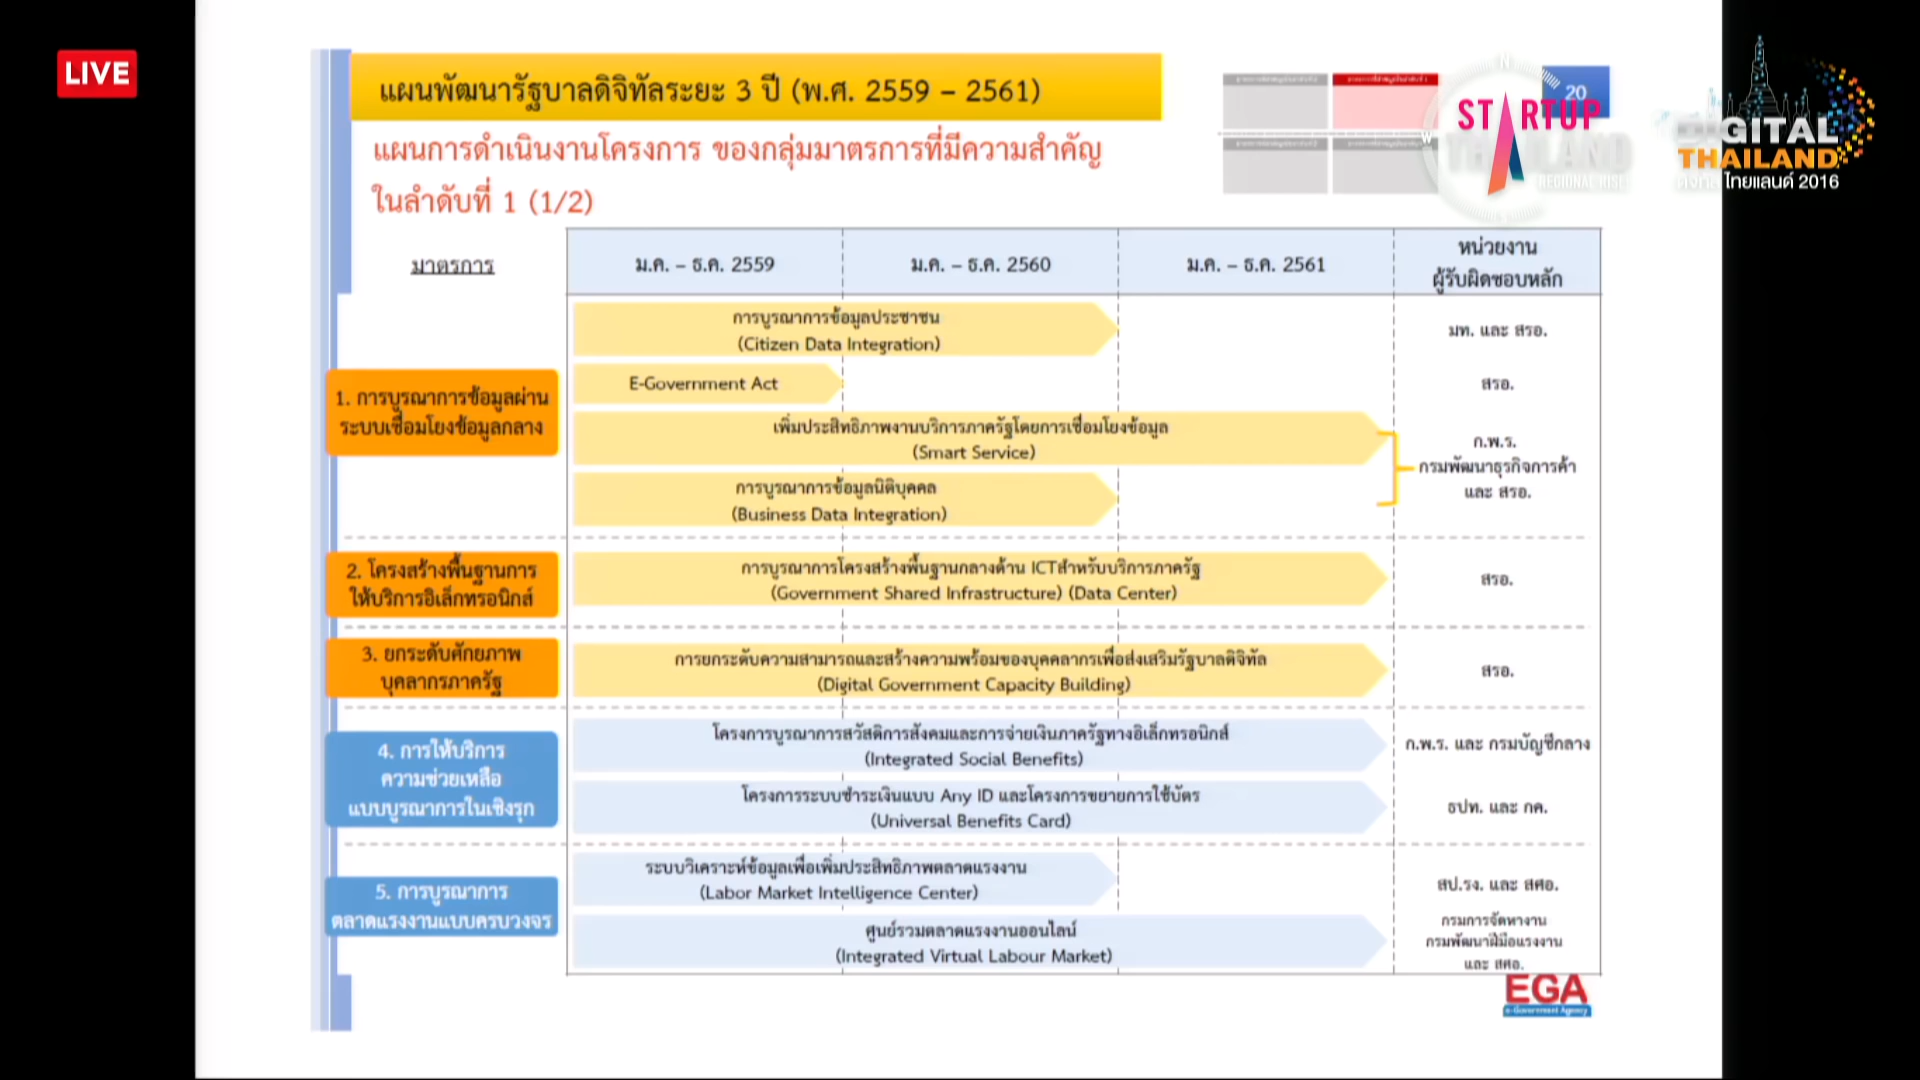 LIVE
แผนพัฒนารัฐบาลดิจิทัลระยะ 3 ปี (พ.ศ. 2559 – 2561)
20
STARTUP
THAILAND
REGIONAL RISE
DIGITAL
THAILAND
ดิจิทัลไทยแลนด์ 2016
แผนการดำเนินงานโครงการ ของกลุ่มมาตรการที่มีความสำคัญ
ในลำดับที่ 1 (1/2)
มาตรการ
ม.ค. – ธ.ค. 2559
ม.ค. – ธ.ค. 2560
ม.ค. – ธ.ค. 2561
หน่วยงาน
ผู้รับผิดชอบหลัก
1. การบูรณาการข้อมูลผ่าน
ระบบเชื่อมโยงข้อมูลกลาง
การบูรณาการข้อมูลประชาชน
(Citizen Data Integration)
มท. และ สรอ.
E-Government Act
สรอ.
เพิ่มประสิทธิภาพงานบริการภาครัฐโดยการเชื่อมโยงข้อมูล
(Smart Service)
การบูรณาการข้อมูลนิติบุคคล
(Business Data Integration)
ก.พ.ร.
กรมพัฒนาธุรกิจการค้า
และ สรอ.
2. โครงสร้างพื้นฐานการ
ให้บริการอิเล็กทรอนิกส์
การบูรณาการโครงสร้างพื้นฐานกลางด้าน ICTสำหรับบริการภาครัฐ
(Government Shared Infrastructure) (Data Center)
สรอ.
3. ยกระดับศักยภาพ
บุคลากรภาครัฐ
การยกระดับความสามารถและสร้างความพร้อมของบุคคลากรเพื่อส่งเสริมรัฐบาลดิจิทัล
(Digital Government Capacity Building)
สรอ.
4. การให้บริการ
ความช่วยเหลือ
แบบบูรณาการในเชิงรุก
โครงการบูรณาการสวัสดิการสังคมและการจ่ายเงินภาครัฐทางอิเล็กทรอนิกส์
(Integrated Social Benefits)
ก.พ.ร. และ กรมบัญชีกลาง
โครงการระบบชำระเงินแบบ Any ID และโครงการขยายการใช้บัตร
(Universal Benefits Card)
ธปท. และ กค.
5. การบูรณาการ
ตลาดแรงงานแบบครบวงจร
ระบบวิเคราะห์ข้อมูลเพื่อเพิ่มประสิทธิภาพตลาดแรงงาน
(Labor Market Intelligence Center)
สป.รง. และ สศอ.
ศูนย์รวมตลาดแรงงานออนไลน์
(Integrated Virtual Labour Market)
กรมการจัดหางาน
กรมพัฒนาฝีมือแรงงาน
และ สศอ.
EGA
e-Government Agency